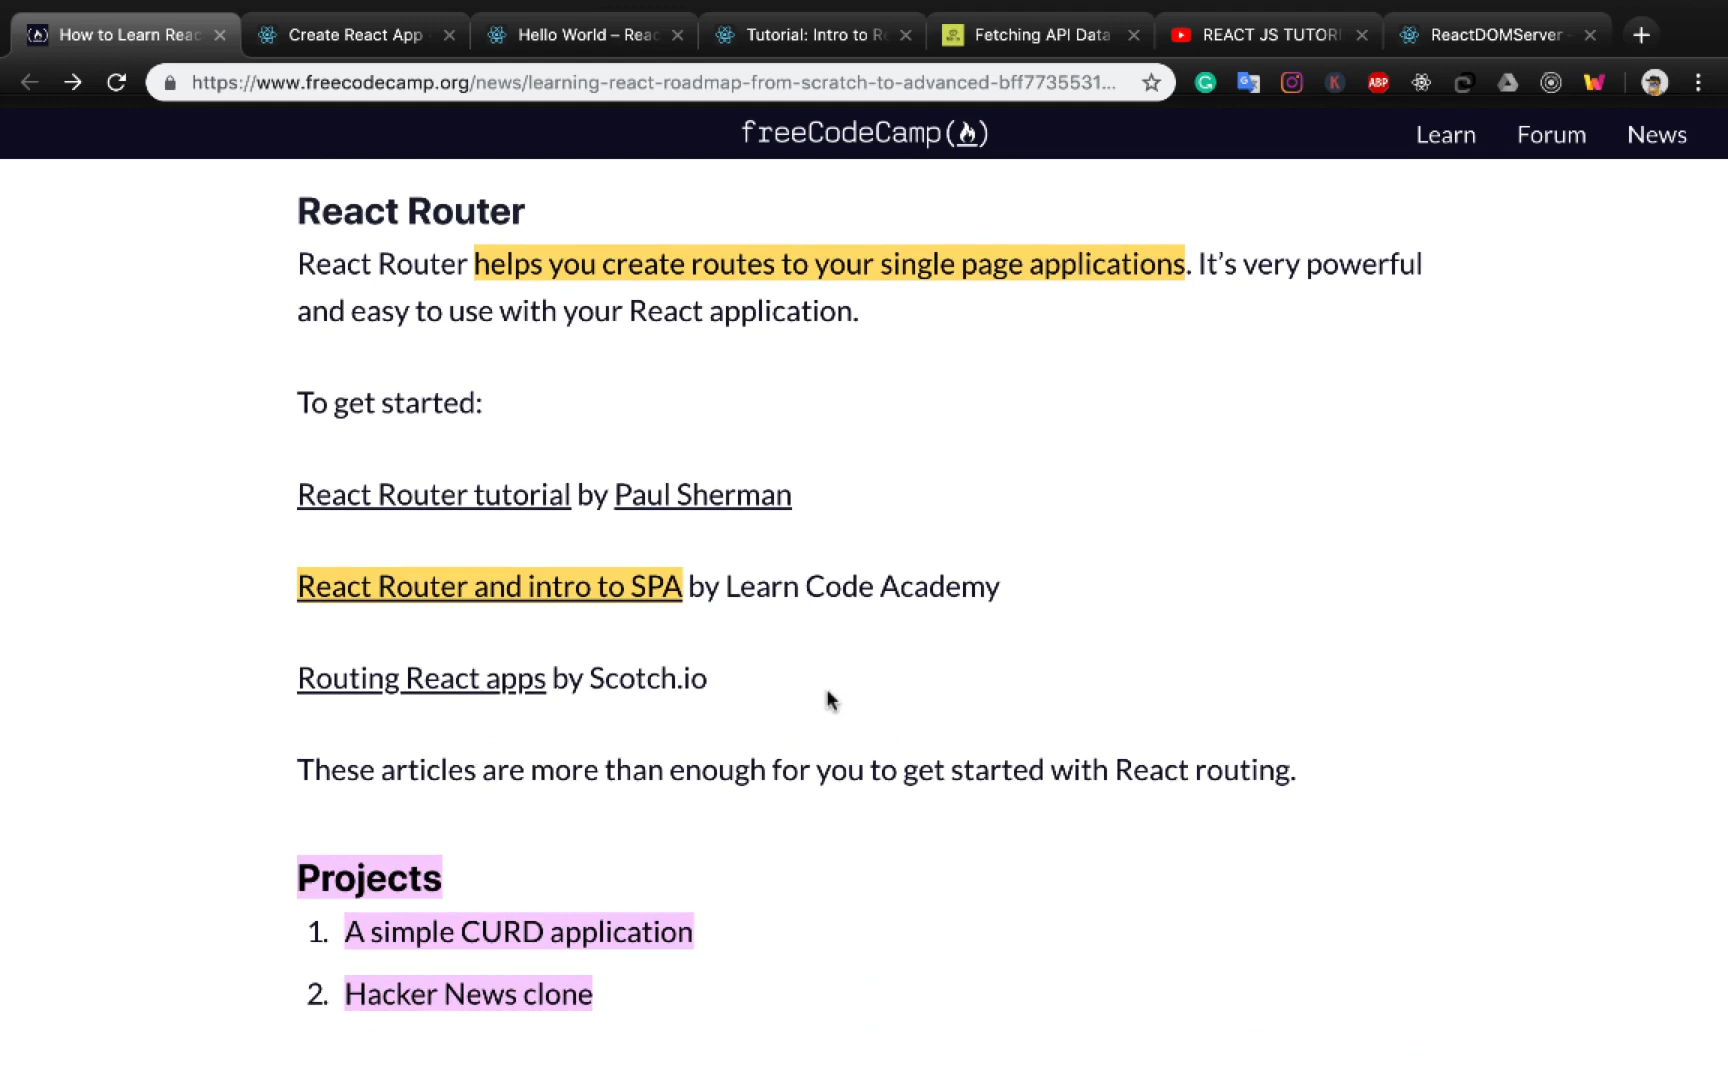 How to Learn Reac
Create React App
Hello World – Reac
Tutorial: Intro to Re
Fetching API Data
REACT JS TUTORI
ReactDOMServer
https://www.freecodecamp.org/news/learning-react-roadmap-from-scratch-to-advanced-bff7735531...
freeCodeCamp
Learn
Forum
News
React Router
React Router helps you create routes to your single page applications. It’s very powerful
and easy to use with your React application.
To get started:
React Router tutorial by Paul Sherman
React Router and intro to SPA by Learn Code Academy
Routing React apps by Scotch.io
These articles are more than enough for you to get started with React routing.
Projects
1. A simple CURD application
2. Hacker News clone